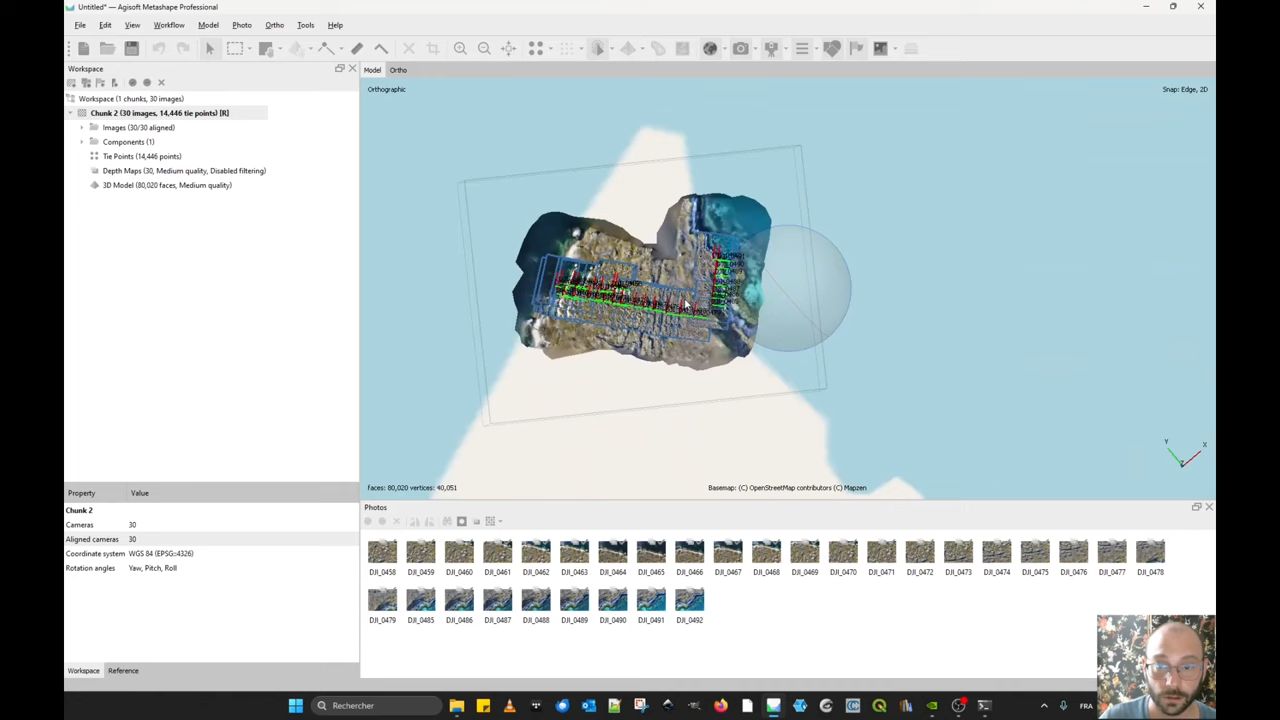 Untitled* — Agisoft Metashape Professional
File Edit View Workflow Model Photo Ortho Tools Help
Workspace
Model Ortho
Orthographic
Snap: Edge, 2D
Workspace (1 chunks, 30 images)
Chunk 2 (30 images, 14,446 tie points) [R]
Images (30/30 aligned)
Components (1)
Tie Points (14,446 points)
Depth Maps (30, Medium quality, Disabled filtering)
3D Model (80,020 faces, Medium quality)
Y X
Z
faces: 80,020 vertices: 40,051
Basemap: (C) OpenStreetMap contributors (C) Mapzen
Property Value
Chunk 2
Cameras 30
Aligned cameras 30
Coordinate system WGS 84 (EPSG::4326)
Rotation angles Yaw, Pitch, Roll
Photos
DJI_0458 DJI_0459 DJI_0460 DJI_0461 DJI_0462 DJI_0463 DJI_0464 DJI_0465 DJI_0466 DJI_0467 DJI_0468 DJI_0469 DJI_0470 DJI_0471 DJI_0472 DJI_0473 DJI_0474 DJI_0475 DJI_0476 DJI_0477 DJI_0478
DJI_0479 DJI_0485 DJI_0486 DJI_0487 DJI_0488 DJI_0489 DJI_0490 DJI_0491 DJI_0492
Workspace Reference
Rechercher
FRA